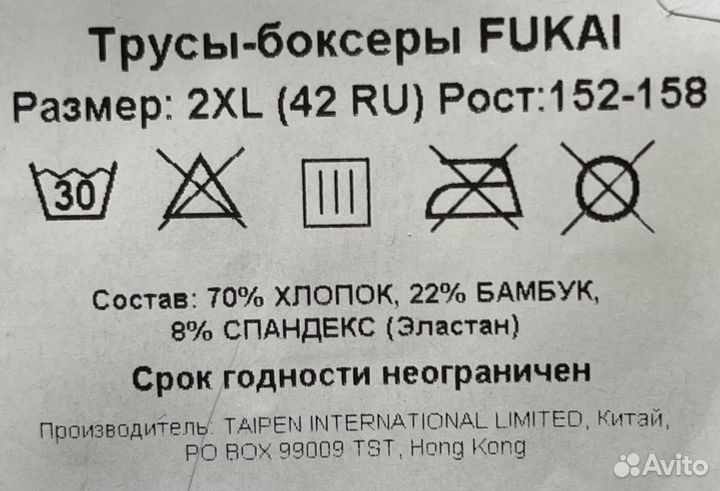 Трусы-боксеры FUKAI
Размер: 2XL (42 RU) Рост:152-158
30
Состав: 70% ХЛОПОК, 22% БАМБУК,
8% СПАНДЕКС (Эластан)
Срок годности неограничен
Производитель: TAIPEN INTERNATIONAL LIMITED, Китай,
PO BOX 99009 TST, Hong Kong
Avito